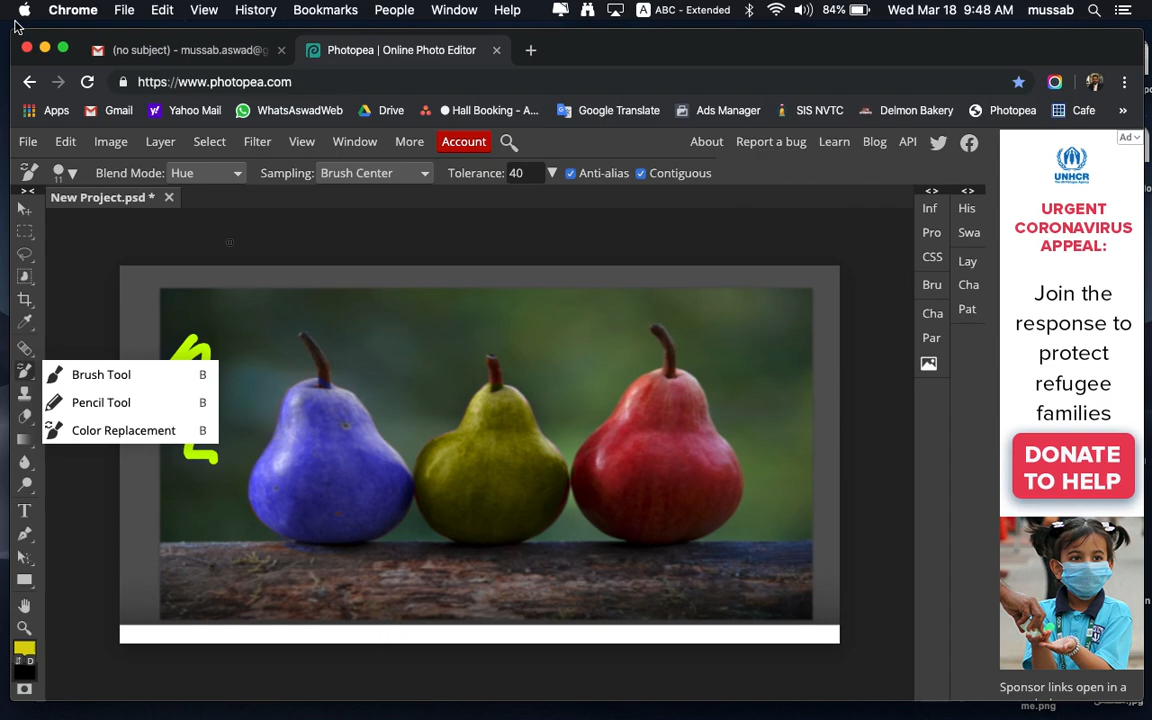 Chrome File Edit View History Bookmarks People Window Help A ABC - Extended 84% Wed Mar 18 9:48 AM mussab
(no subject) - mussab.aswad@g Photopea | Online Photo Editor
https://www.photopea.com
Apps Gmail Yahoo Mail WhatsAswadWeb Drive Hall Booking - A... Google Translate Ads Manager SIS NVTC Delmon Bakery Photopea Cafe »
File Edit Image Layer Select Filter View Window More Account About Report a bug Learn Blog API
Ad
11 Blend Mode: Hue Sampling: Brush Center Tolerance: 40 Anti-alias Contiguous
UNHCR
> < New Project.psd * < > < >
Inf His
Pro Swa
CSS Lay
Bru Cha
Cha Pat
Par
URGENT
CORONAVIRUS
APPEAL:
Join the
response to
protect
refugee
families
DONATE
TO HELP
Brush Tool B
Pencil Tool B
Color Replacement B
T
D
Sponsor links open in a
me.png